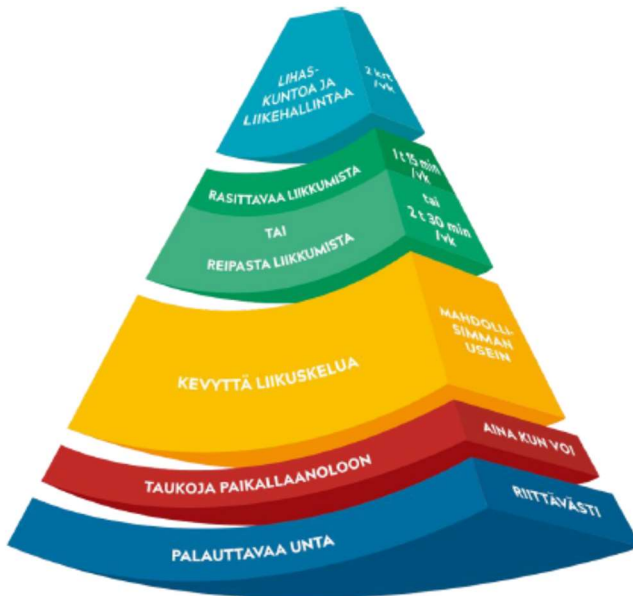 LIHAS-
KUNTOA JA
LIIKEHALLINTAA
2 krt
/vk
RASITTAVAA LIIKKUMISTA
1 t 15 min
/vk
TAI
REIPASTA LIIKKUMISTA
tai
2 t 30 min
/vk
KEVYTTÄ LIIKUSKELUA
MAHDOLLI-
SIMMAN
USEIN
TAUKOJA PAIKALLAANOLOON
AINA KUN VOI
PALAUTTAVAA UNTA
RIITTÄVÄSTI